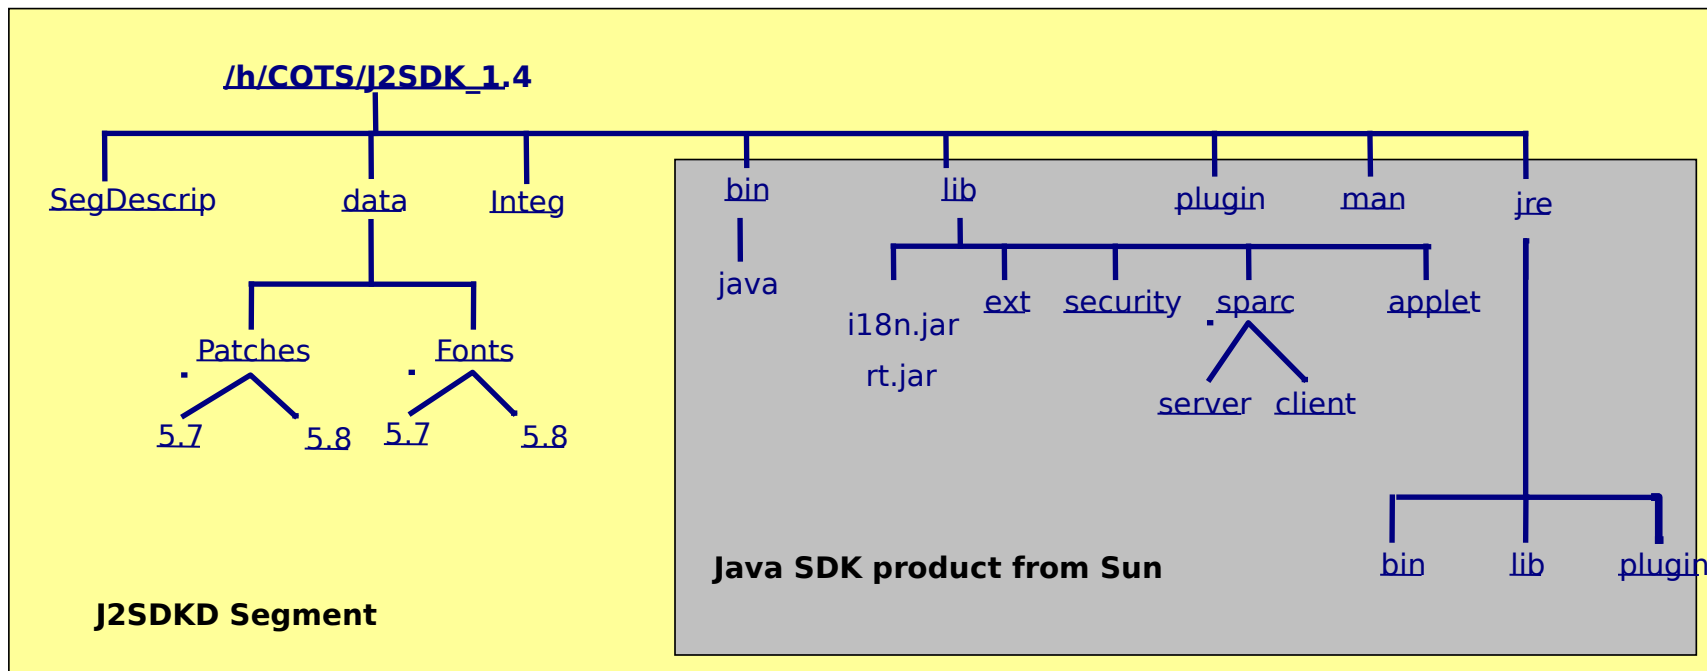 /h/COTS/J2SDK_1.4
SegDescrip data Integ bin lib plugin man jre
java
i18n.jar ext security sparc applet
rt.jar
Patches Fonts
server client
5.7 5.8 5.7 5.8
bin lib plugin
Java SDK product from Sun
J2SDKD Segment